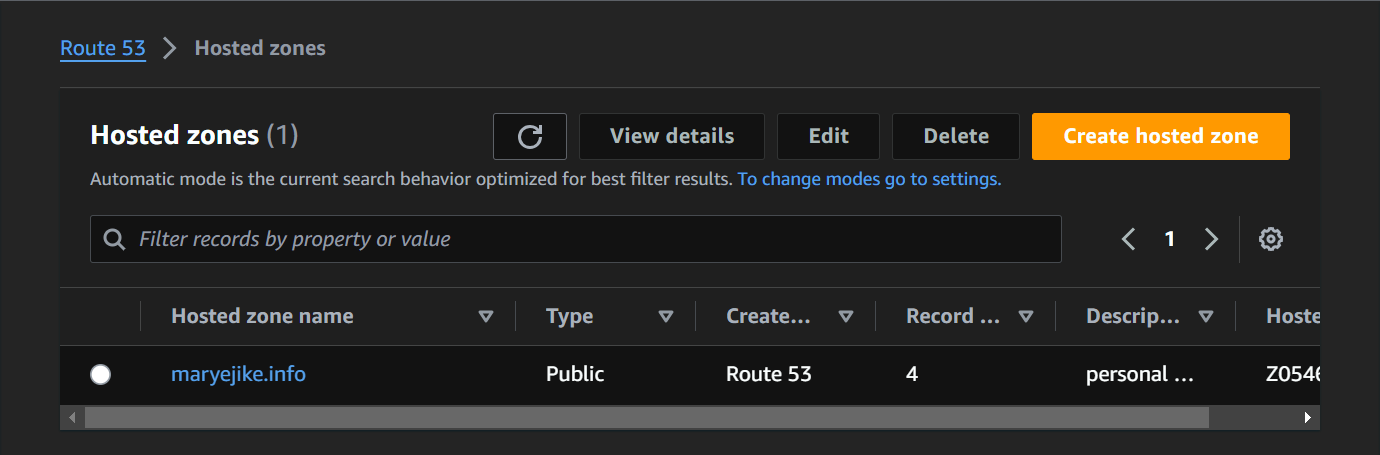 Route 53 > Hosted zones
Hosted zones (1)
View details
Edit
Delete
Create hosted zone
Automatic mode is the current search behavior optimized for best filter results. To change modes go to settings.
Filter records by property or value
1
Hosted zone name
Type
Create...
Record ...
Descrip...
Hoste
maryejike.info
Public
Route 53
4
personal ...
Z0546